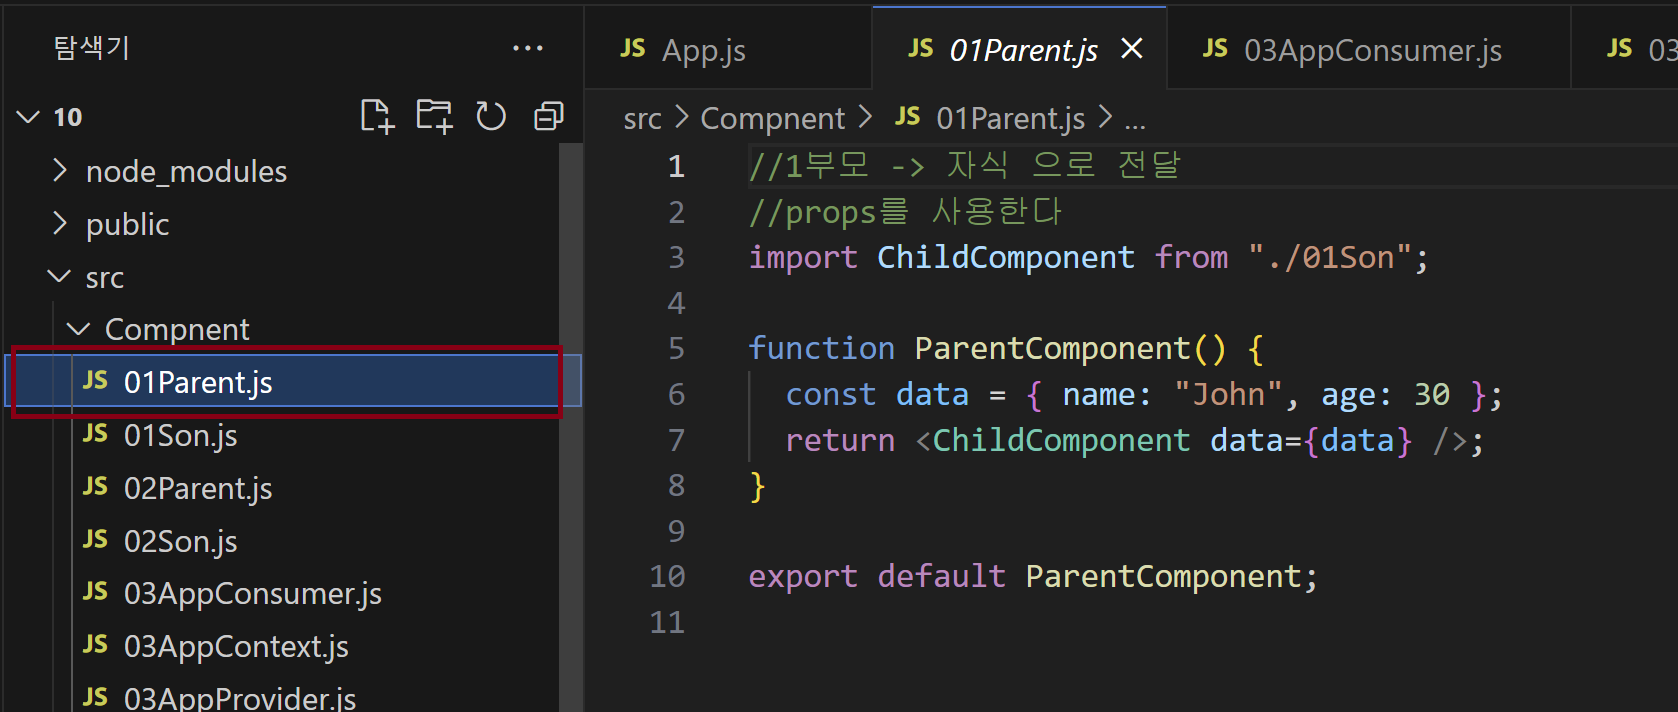 탐색기 ...
10
node_modules
public
src
Compnent
JS 01Parent.js
JS 01Son.js
JS 02Parent.js
JS 02Son.js
JS 03AppConsumer.js
JS 03AppContext.js
JS 03AppProvider.js
JS App.js
JS 01Parent.js
JS 03AppConsumer.js
JS 03
src > Compnent > JS 01Parent.js > ...
1 //1부모 -> 자식 으로 전달
2 //props를 사용한다
3 import ChildComponent from "./01Son";
4
5 function ParentComponent() {
6 const data = { name: "John", age: 30 };
7 return <ChildComponent data={data} />;
8 }
9
10 export default ParentComponent;
11